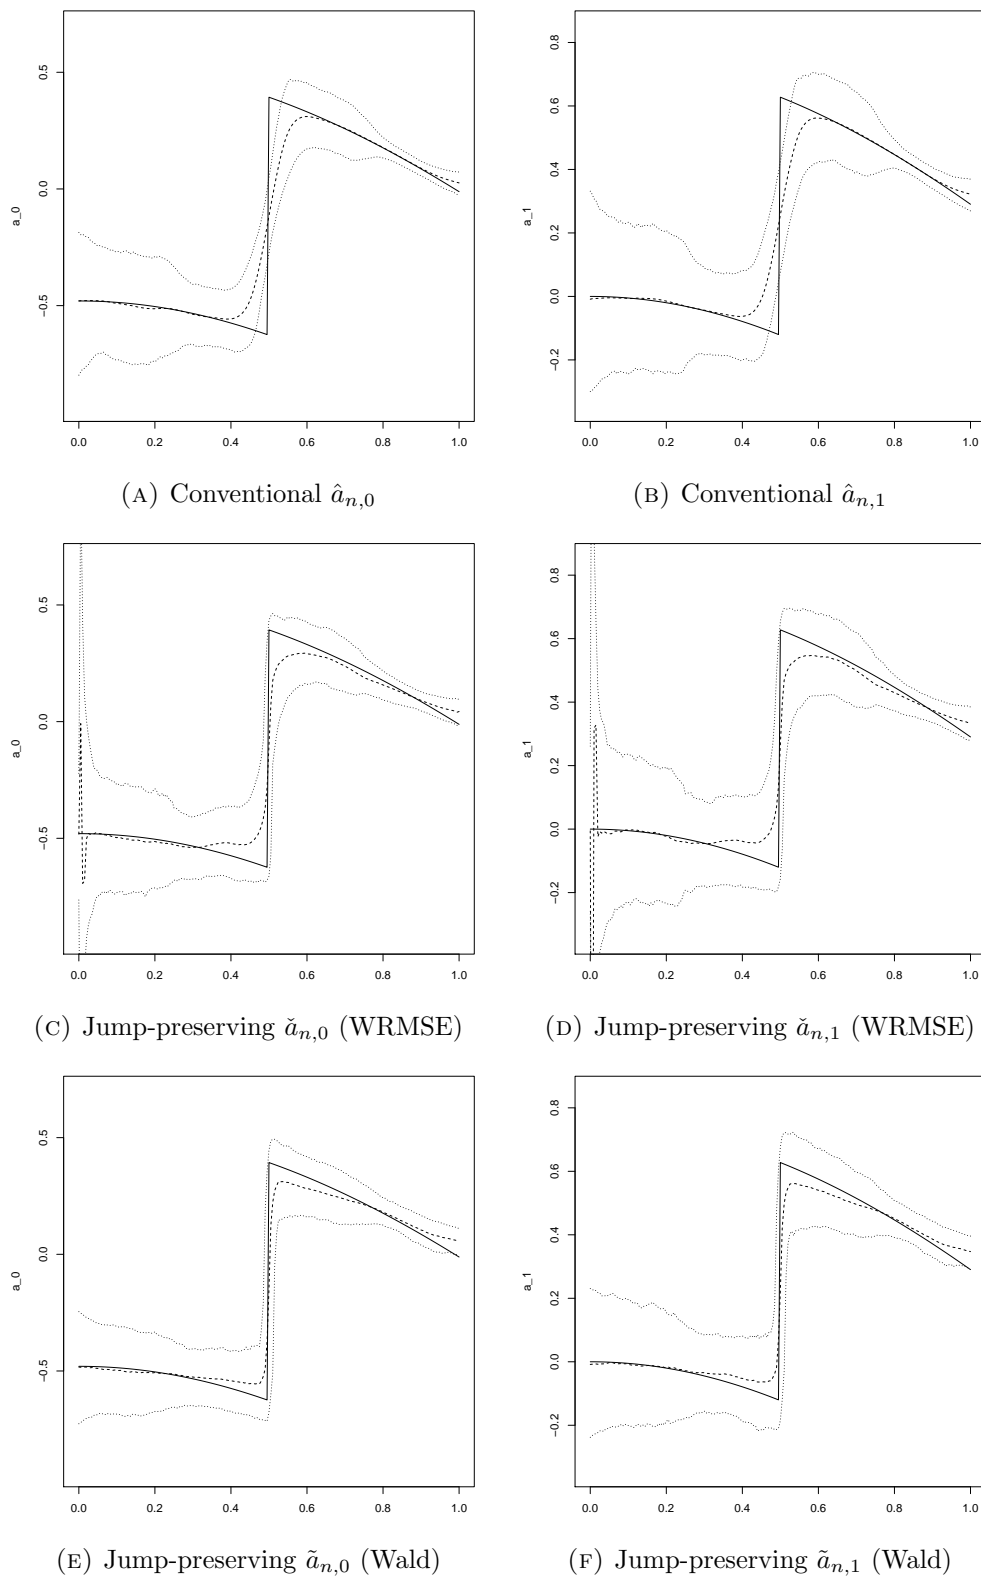 0.5
0.0
−0.5
a_0
0.0 0.2 0.4 0.6 0.8 1.0
(A) Conventional â_{n,0}
0.8
0.6
0.4
0.2
0.0
−0.2
a_1
0.0 0.2 0.4 0.6 0.8 1.0
(B) Conventional â_{n,1}
0.5
0.0
−0.5
a_0
0.0 0.2 0.4 0.6 0.8 1.0
(C) Jump-preserving ǎ_{n,0} (WRMSE)
0.8
0.6
0.4
0.2
0.0
−0.2
a_1
0.0 0.2 0.4 0.6 0.8 1.0
(D) Jump-preserving ǎ_{n,1} (WRMSE)
0.5
0.0
−0.5
a_0
0.0 0.2 0.4 0.6 0.8 1.0
(E) Jump-preserving ã_{n,0} (Wald)
0.8
0.6
0.4
0.2
0.0
−0.2
a_1
0.0 0.2 0.4 0.6 0.8 1.0
(F) Jump-preserving ã_{n,1} (Wald)